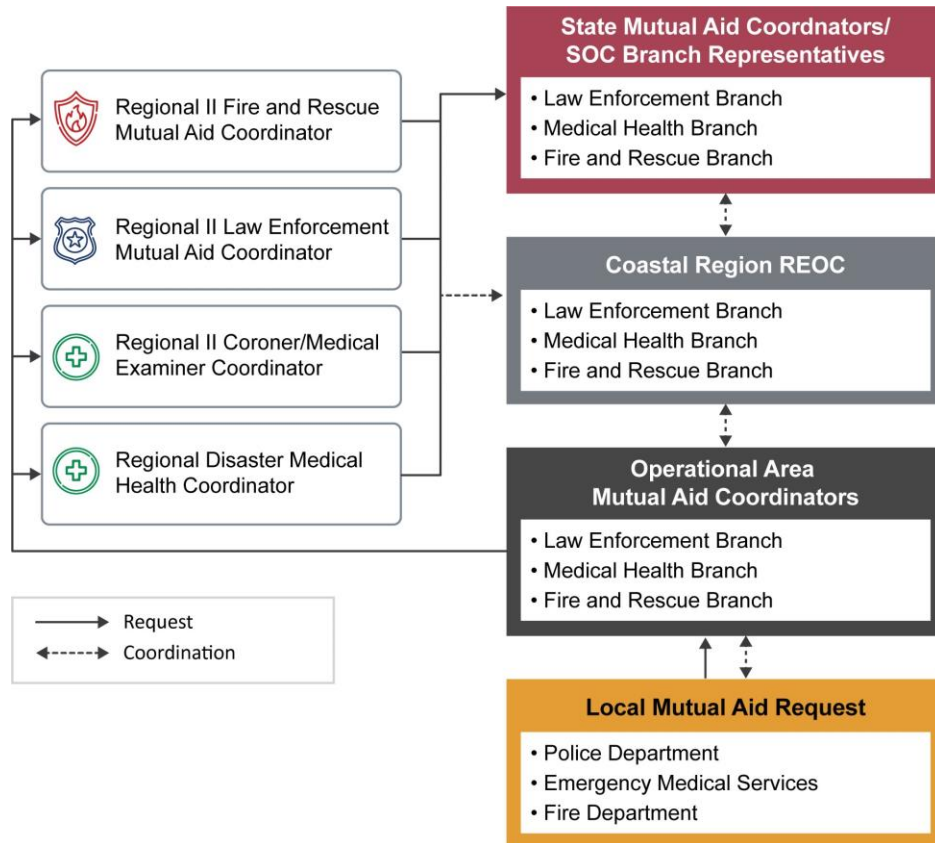 State Mutual Aid Coordnators/
SOC Branch Representatives
• Law Enforcement Branch
• Medical Health Branch
• Fire and Rescue Branch
Regional II Fire and Rescue
Mutual Aid Coordinator
Regional II Law Enforcement
Mutual Aid Coordinator
Regional II Coroner/Medical
Examiner Coordinator
Regional Disaster Medical
Health Coordinator
Coastal Region REOC
• Law Enforcement Branch
• Medical Health Branch
• Fire and Rescue Branch
Operational Area
Mutual Aid Coordinators
• Law Enforcement Branch
• Medical Health Branch
• Fire and Rescue Branch
Request
Coordination
Local Mutual Aid Request
• Police Department
• Emergency Medical Services
• Fire Department